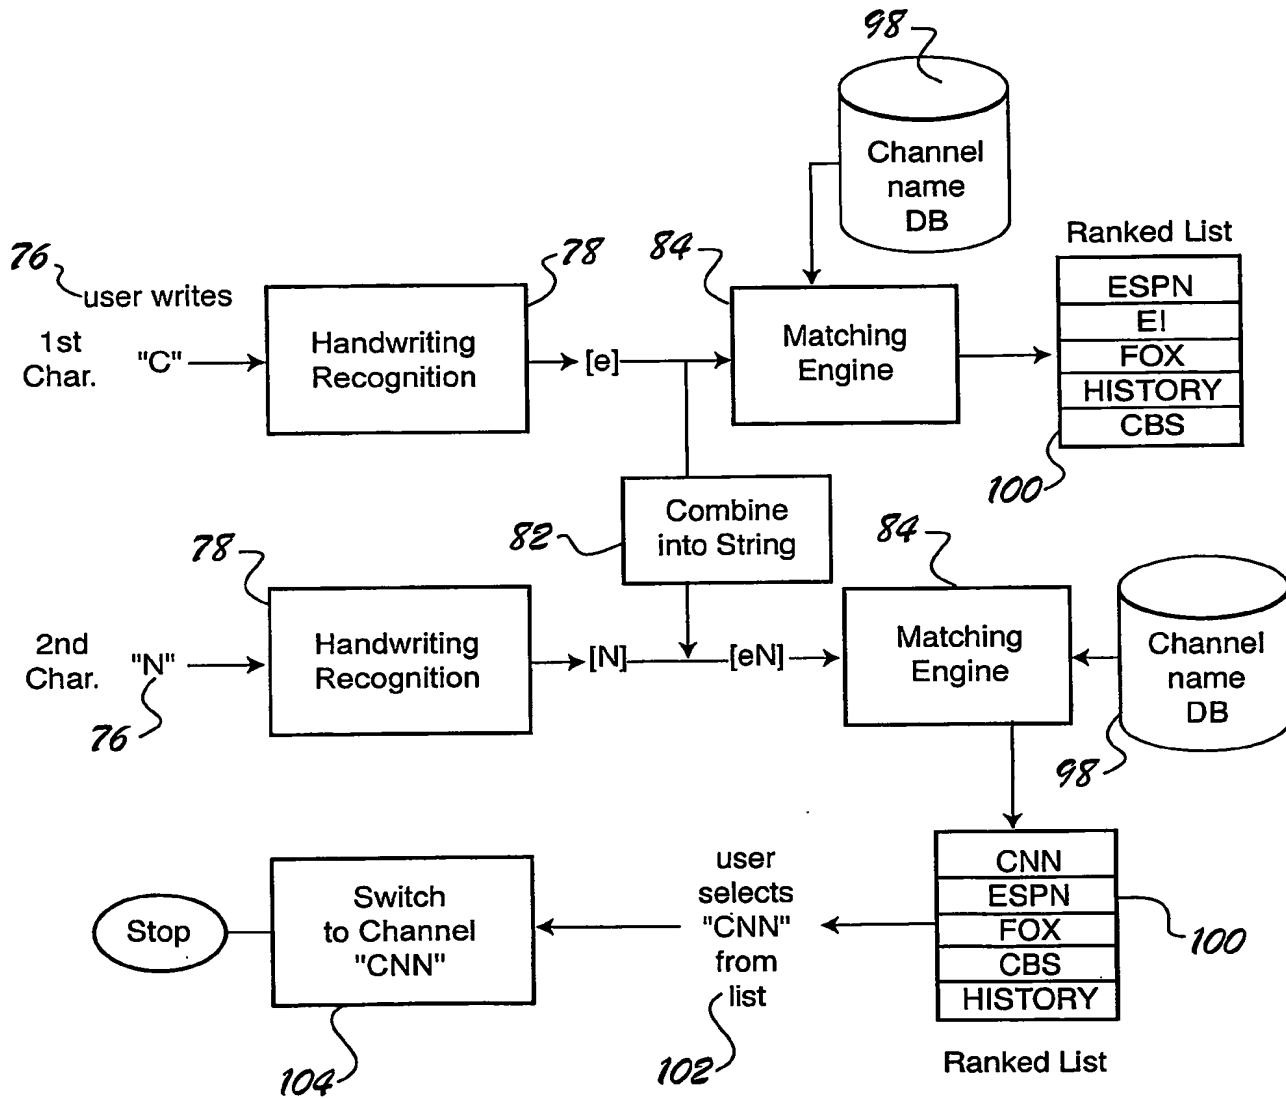 98
Channel
name
DB
Ranked List
76
user writes
78
84
1st
Char.
"C"
Handwriting
Recognition
[e]
Matching
Engine
ESPN
E!
FOX
HISTORY
CBS
100
Combine
into String
82
78
84
2nd
Char.
"N"
Handwriting
Recognition
[N]
[eN]
Matching
Engine
Channel
name
DB
76
98
Stop
Switch
to Channel
"CNN"
user
selects
"CNN"
from
list
CNN
ESPN
FOX
CBS
HISTORY
100
104
102
Ranked List